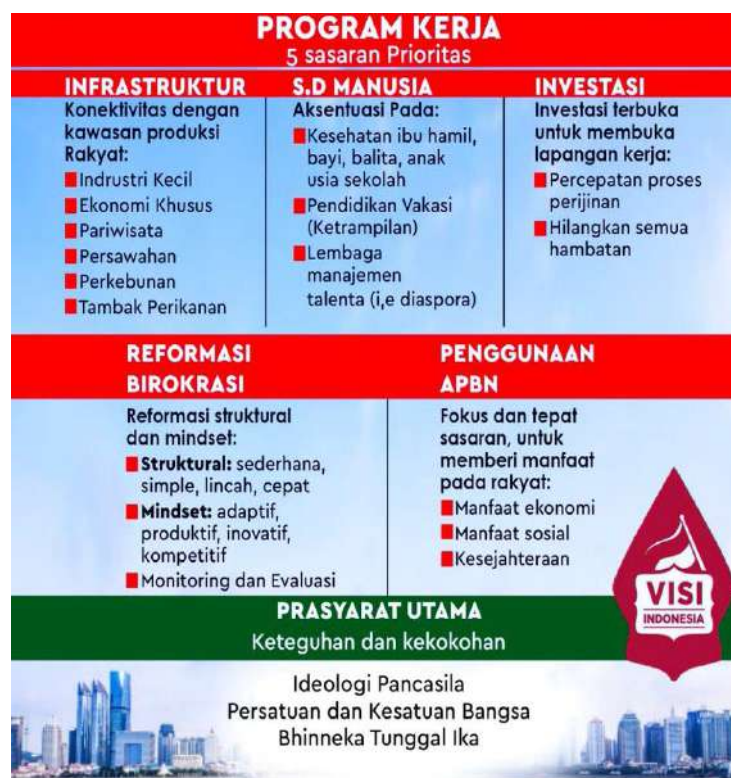 PROGRAM KERJA
5 sasaran Prioritas
INFRASTRUKTUR
Konektivitas dengan
kawasan produksi
Rakyat:
Indrustri Kecil
Ekonomi Khusus
Pariwisata
Persawahan
Perkebunan
Tambak Perikanan
S.D MANUSIA
Aksentuasi Pada:
Kesehatan ibu hamil,
bayi, balita, anak
usia sekolah
Pendidikan Vakasi
(Ketrampilan)
Lembaga
manajemen
talenta (i,e diaspora)
INVESTASI
Investasi terbuka
untuk membuka
lapangan kerja:
Percepatan proses
perijinan
Hilangkan semua
hambatan
REFORMASI
BIROKRASI
Reformasi struktural
dan mindset:
Struktural: sederhana,
simple, lincah, cepat
Mindset: adaptif,
produktif, inovatif,
kompetitif
Monitoring dan Evaluasi
PENGGUNAAN
APBN
Fokus dan tepat
sasaran, untuk
memberi manfaat
pada rakyat:
Manfaat ekonomi
Manfaat sosial
Kesejahteraan
VISI
INDONESIA
PRASYARAT UTAMA
Keteguhan dan kekokohan
Ideologi Pancasila
Persatuan dan Kesatuan Bangsa
Bhinneka Tunggal Ika